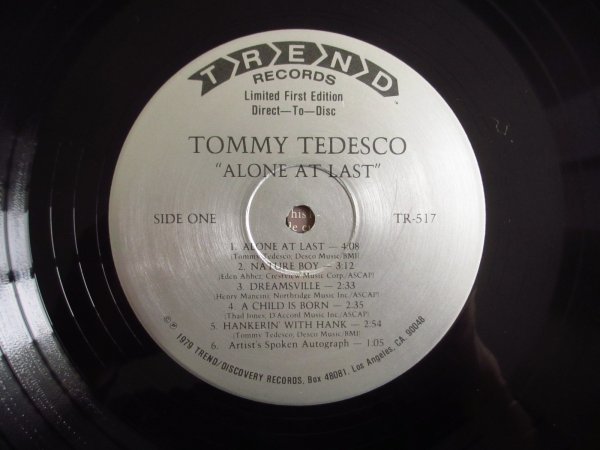 TREND
RECORDS
Limited First Edition
Direct—To—Disc
TOMMY TEDESCO
"ALONE AT LAST"
SIDE ONE
TR-517
1. ALONE AT LAST — 4:08
(Tommy Tedesco, Desco Music/BMI)
2. NATURE BOY — 3:12
(Eden Ahbez, Crestview Music Corp, ASCAP)
3. DREAMSVILLE — 2:33
(Henry Mancini, Northridge Music Inc/ASCAP)
4. A CHILD IS BORN — 2:35
(Thad Jones, D'Accord Music Inc/ASCAP)
5. HANKERIN' WITH HANK — 2:54
(Tommy Tedesco, Desco Music/BMI)
6. Artist's Spoken Autograph — 1:05
© ℗ 1979 TREND/DISCOVERY RECORDS, Box 48081, Los Angeles, CA 90048